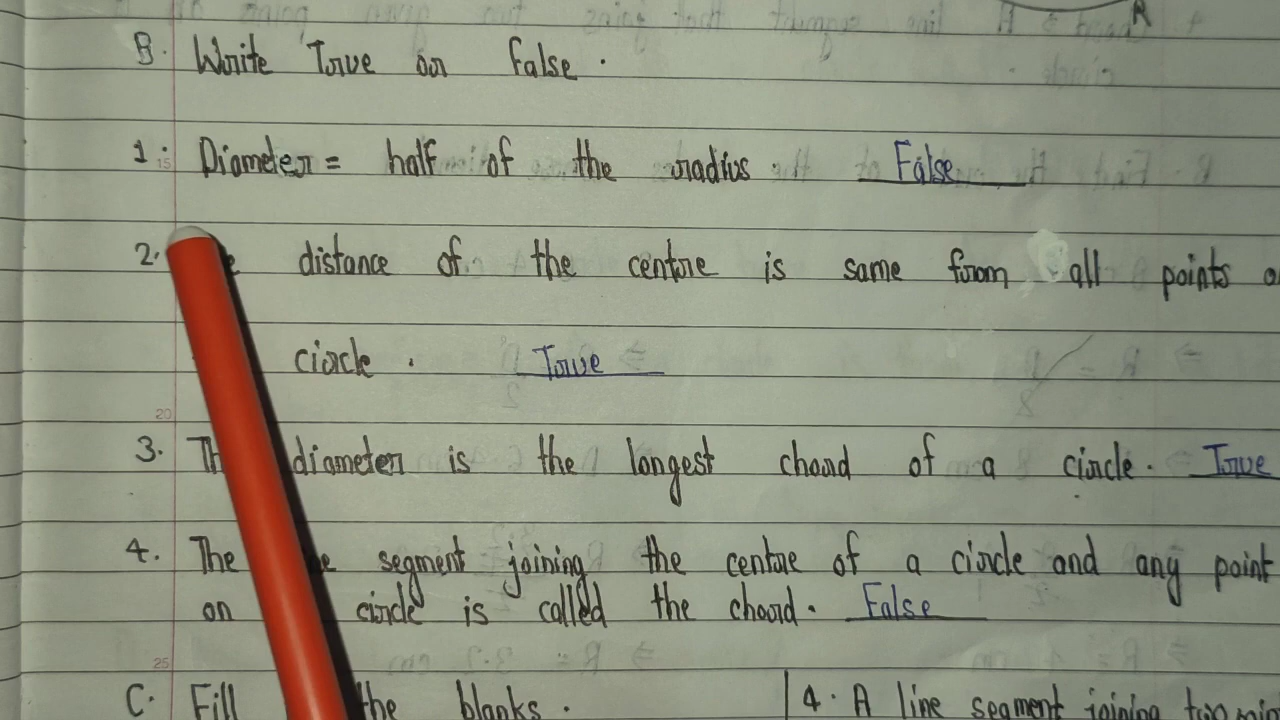 B. Write True or False.
1. Diameter = half of the radius. False
2. distance of the centre is same form all points
circle. True
3. diameter is the longest chord of a circle. True
4. The segment joining the centre of a circle and any point
on circle is called the chord. False
C. Fill the blanks.
4. A line segment joining two